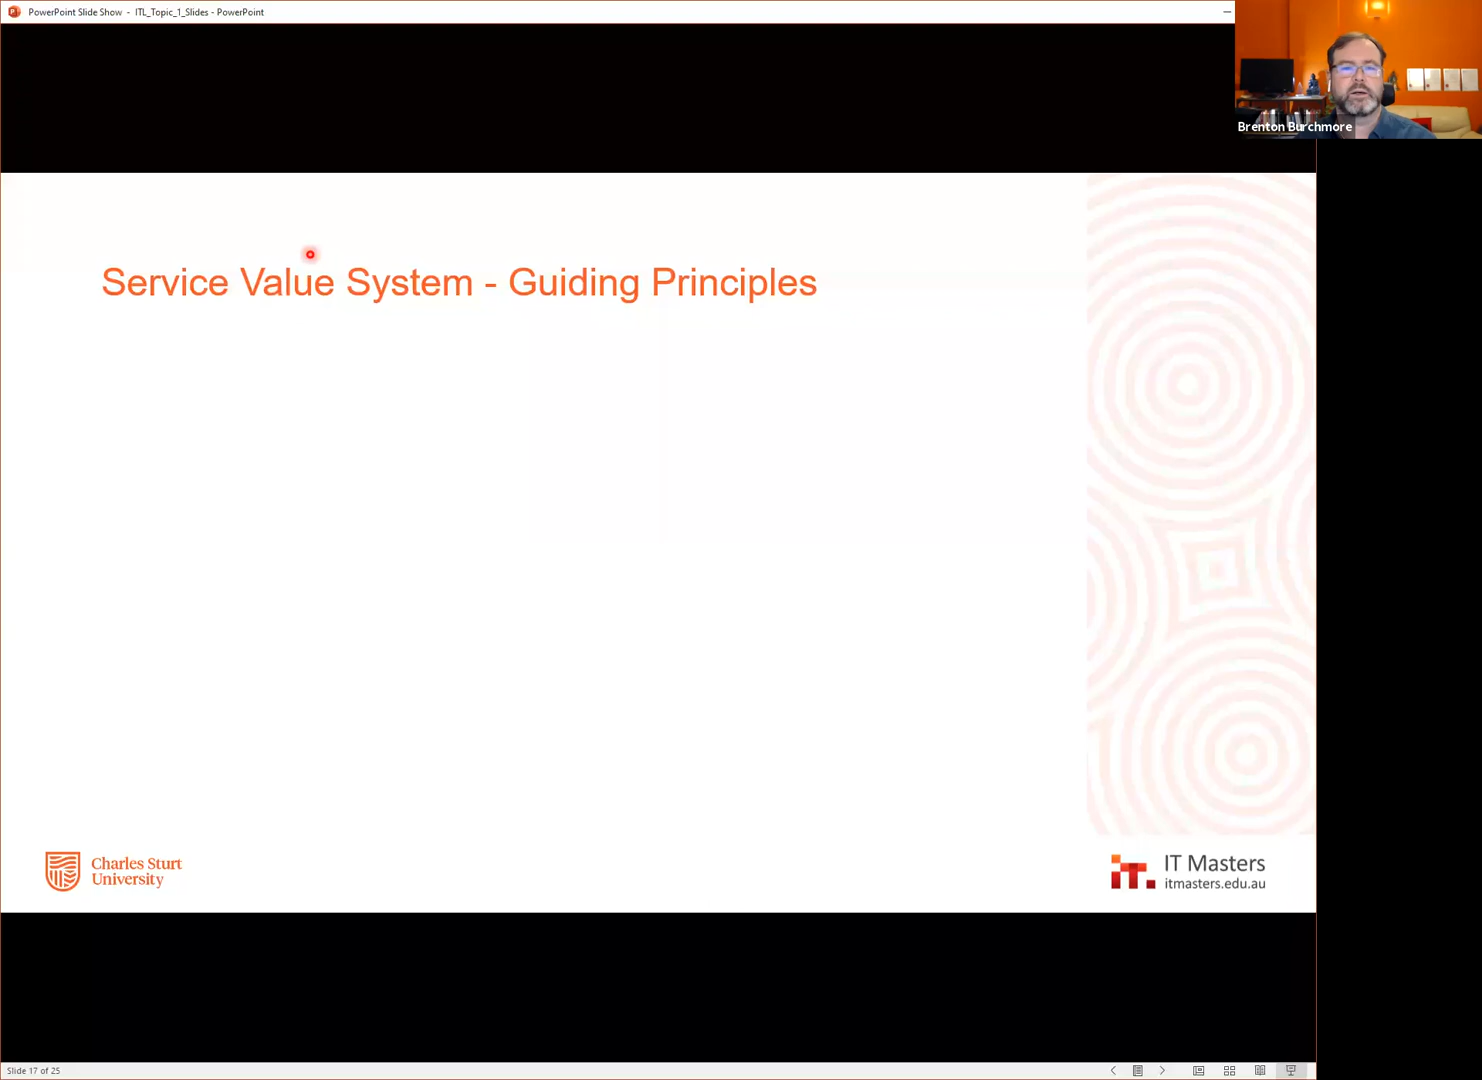 PowerPoint Slide Show - ITL_Topic_1_Slides - PowerPoint
Brenton Burchmore
Service Value System - Guiding Principles
Charles Sturt
University
it.
IT Masters
itmasters.edu.au
Slide 17 of 25